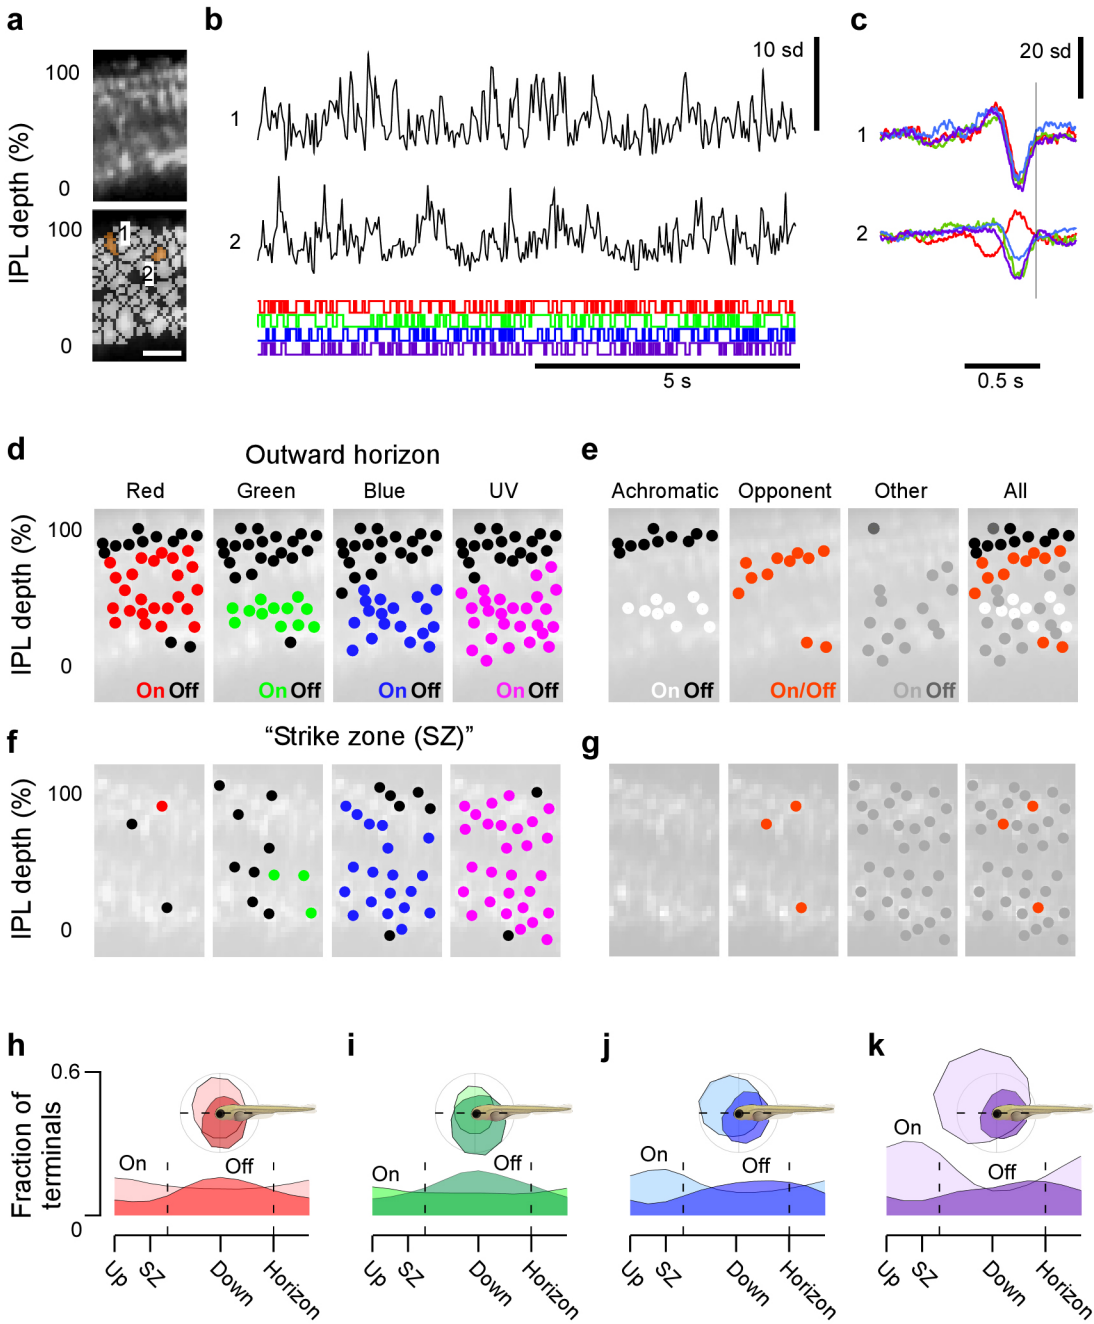 a
b
c
IPL depth (%)
100
0
100
0
1
2
1
2
10 sd
5 s
20 sd
1
2
0.5 s
d
Outward horizon
e
Red
Green
Blue
UV
Achromatic
Opponent
Other
All
IPL depth (%)
100
0
On Off
On Off
On Off
On Off
On Off
On/Off
On Off
f
"Strike zone (SZ)"
g
IPL depth (%)
100
0
h
i
j
k
Fraction of
terminals
0.6
0
On
Off
On
Off
On
Off
On
Off
Up
SZ
Down
Horizon
Up
SZ
Down
Horizon
Up
SZ
Down
Horizon
Up
SZ
Down
Horizon